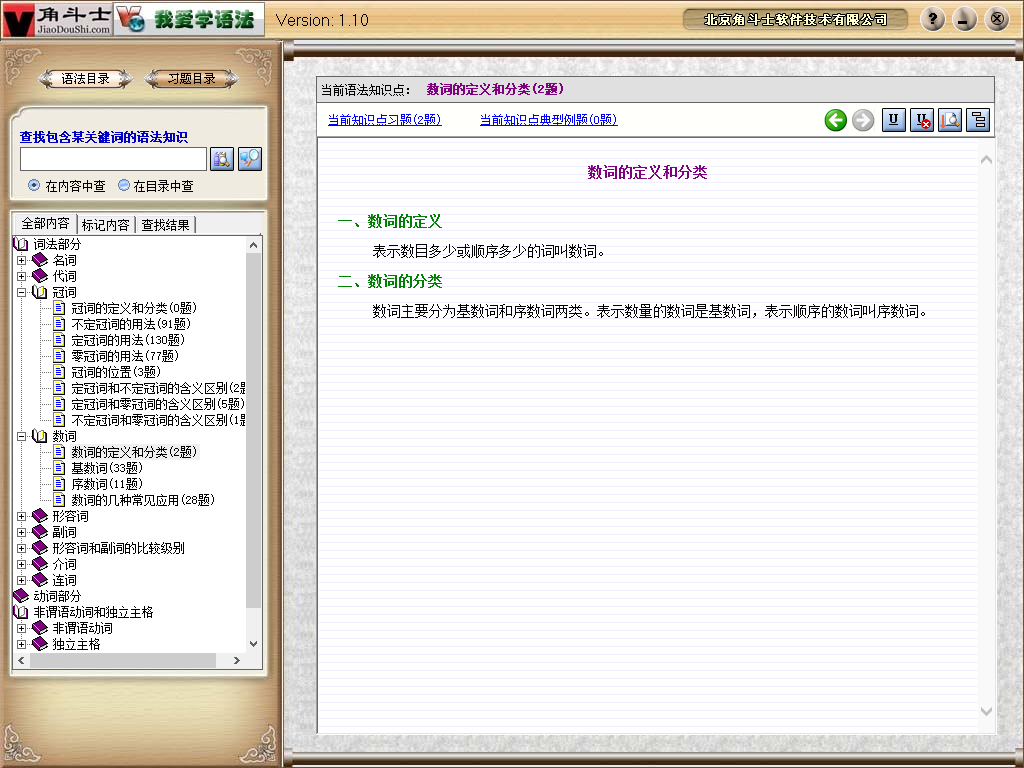 角斗士
JiaoDouShi.com
我爱学语法
Version: 1.10
北京角斗士软件技术有限公司
语法目录
习题目录
查找包含某关键词的语法知识
在内容中查
在目录中查
全部内容
标记内容
查找结果
词法部分
名词
代词
冠词
冠词的定义和分类(0题)
不定冠词的用法(91题)
定冠词的用法(130题)
零冠词的用法(77题)
冠词的位置(3题)
定冠词和不定冠词的含义区别(2题
定冠词和零冠词的含义区别(5题)
不定冠词和零冠词的含义区别(1题
数词
数词的定义和分类(2题)
基数词(33题)
序数词(11题)
数词的几种常见应用(28题)
形容词
副词
形容词和副词的比较级别
介词
连词
动词部分
非谓语动词和独立主格
非谓语动词
独立主格
当前语法知识点： 数词的定义和分类(2题)
当前知识点习题(2题)
当前知识点典型例题(0题)
数词的定义和分类
一、数词的定义
表示数目多少或顺序多少的词叫数词。
二、数词的分类
数词主要分为基数词和序数词两类。表示数量的数词是基数词，表示顺序的数词叫序数词。